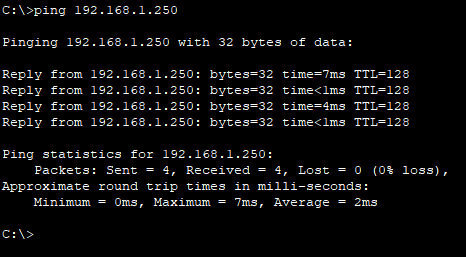 C:\>ping 192.168.1.250
Pinging 192.168.1.250 with 32 bytes of data:
Reply from 192.168.1.250: bytes=32 time=7ms TTL=128
Reply from 192.168.1.250: bytes=32 time<1ms TTL=128
Reply from 192.168.1.250: bytes=32 time=4ms TTL=128
Reply from 192.168.1.250: bytes=32 time<1ms TTL=128
Ping statistics for 192.168.1.250:
    Packets: Sent = 4, Received = 4, Lost = 0 (0% loss),
Approximate round trip times in milli-seconds:
    Minimum = 0ms, Maximum = 7ms, Average = 2ms
C:\>